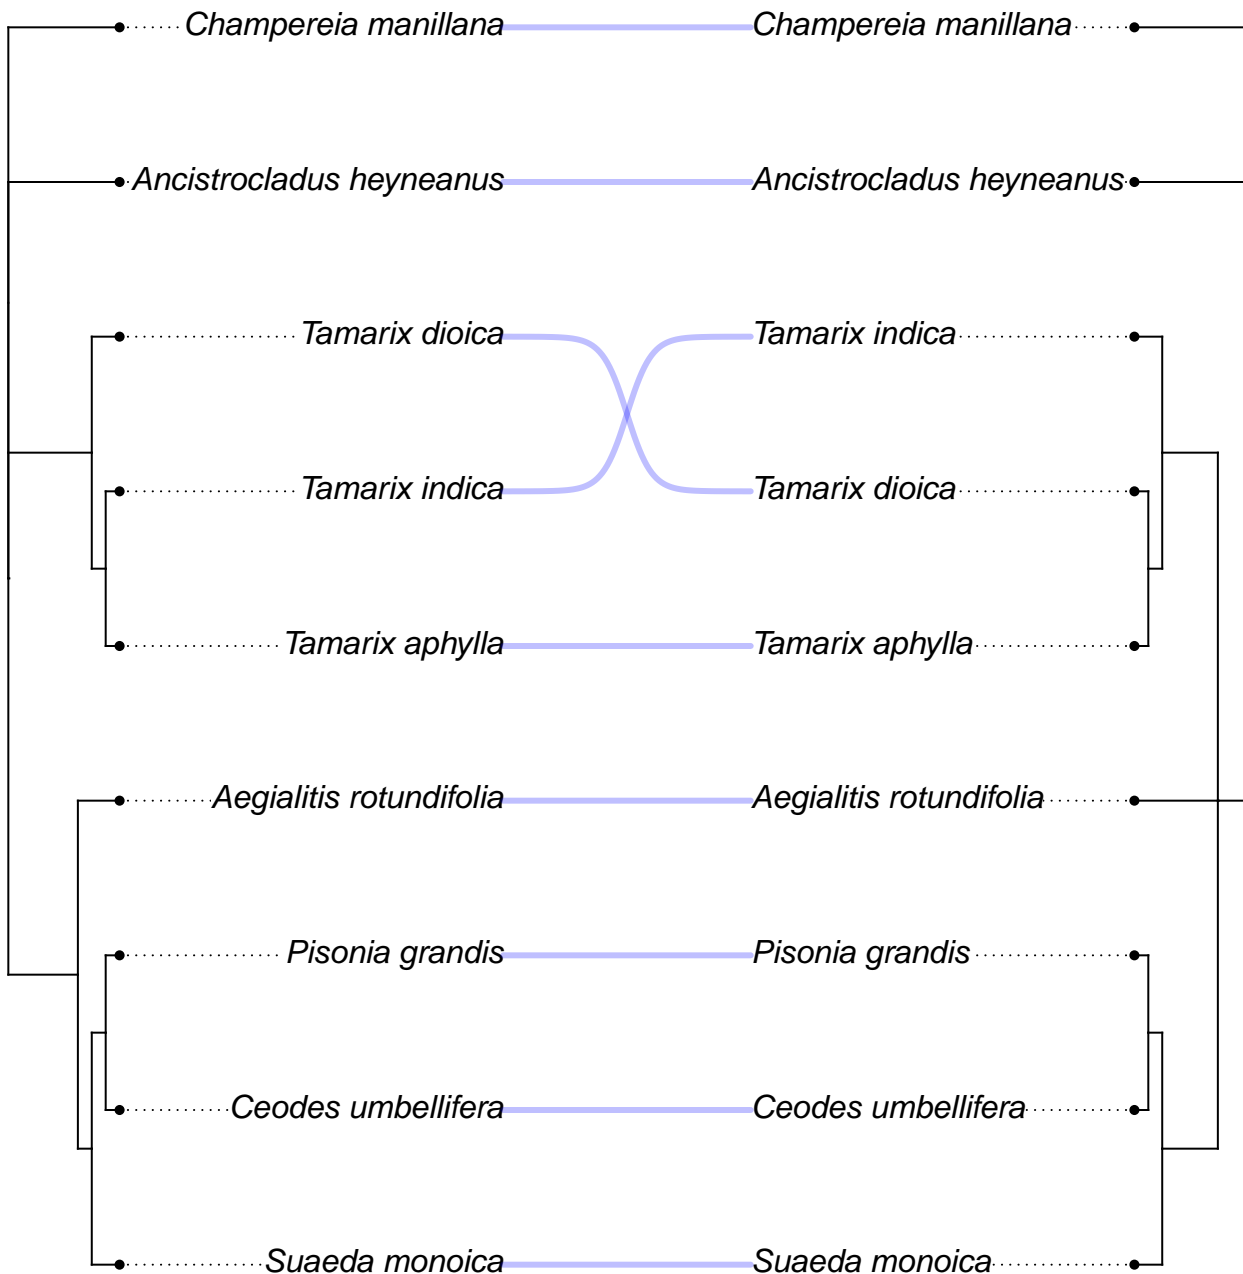 Champereia manillana Champereia manillana
Ancistrocladus heyneanus Ancistrocladus heyneanus
Tamarix dioica Tamarix indica
Tamarix indica Tamarix dioica
Tamarix aphylla Tamarix aphylla
Aegialitis rotundifolia Aegialitis rotundifolia
Pisonia grandis Pisonia grandis
Ceodes umbellifera Ceodes umbellifera
Suaeda monoica Suaeda monoica